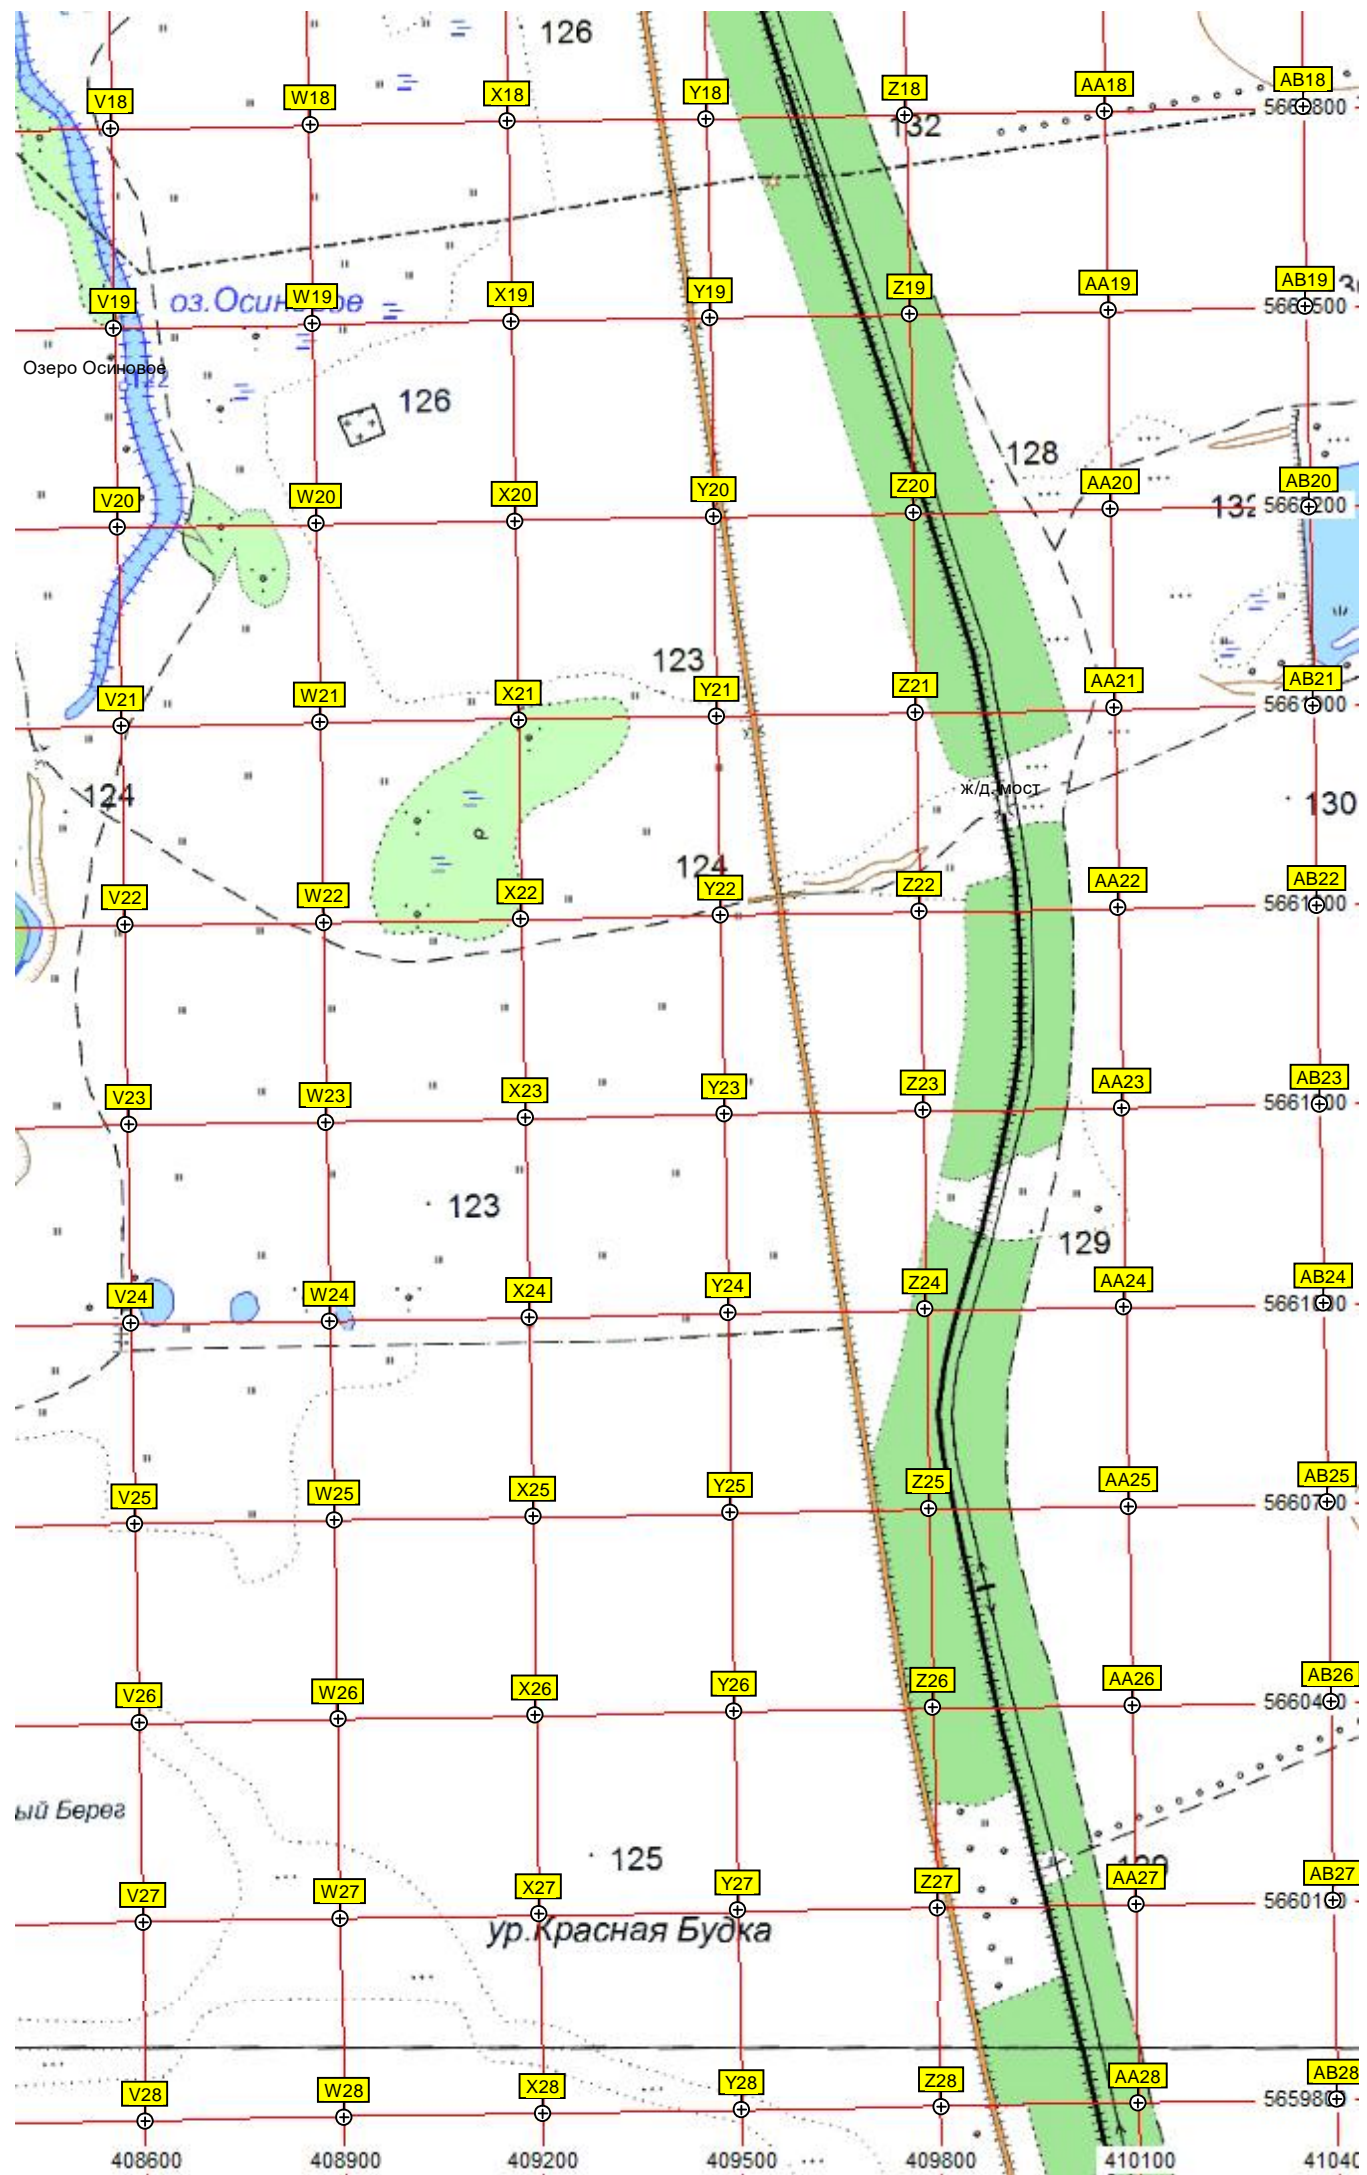 126
V18 W18 X18 Y18 Z18 AA18 AB18
132
оз.Осиновое
V19 W19 X19 Y19 Z19 AA19 AB19
Озеро Осиновое
122
126
128
V20 W20 X20 Y20 Z20 AA20 AB20
132
123
V21 W21 X21 Y21 Z21 AA21 AB21
124
ж/д. мост
130
124
V22 W22 X22 Y22 Z22 AA22 AB22
V23 W23 X23 Y23 Z23 AA23 AB23
123
129
V24 W24 X24 Y24 Z24 AA24 AB24
V25 W25 X25 Y25 Z25 AA25 AB25
V26 W26 X26 Y26 Z26 AA26 AB26
ый Берег
125
129
V27 W27 X27 Y27 Z27 AA27 AB27
ур.Красная Будка
V28 W28 X28 Y28 Z28 AA28 AB28
408600 408900 409200 409500 409800 410100